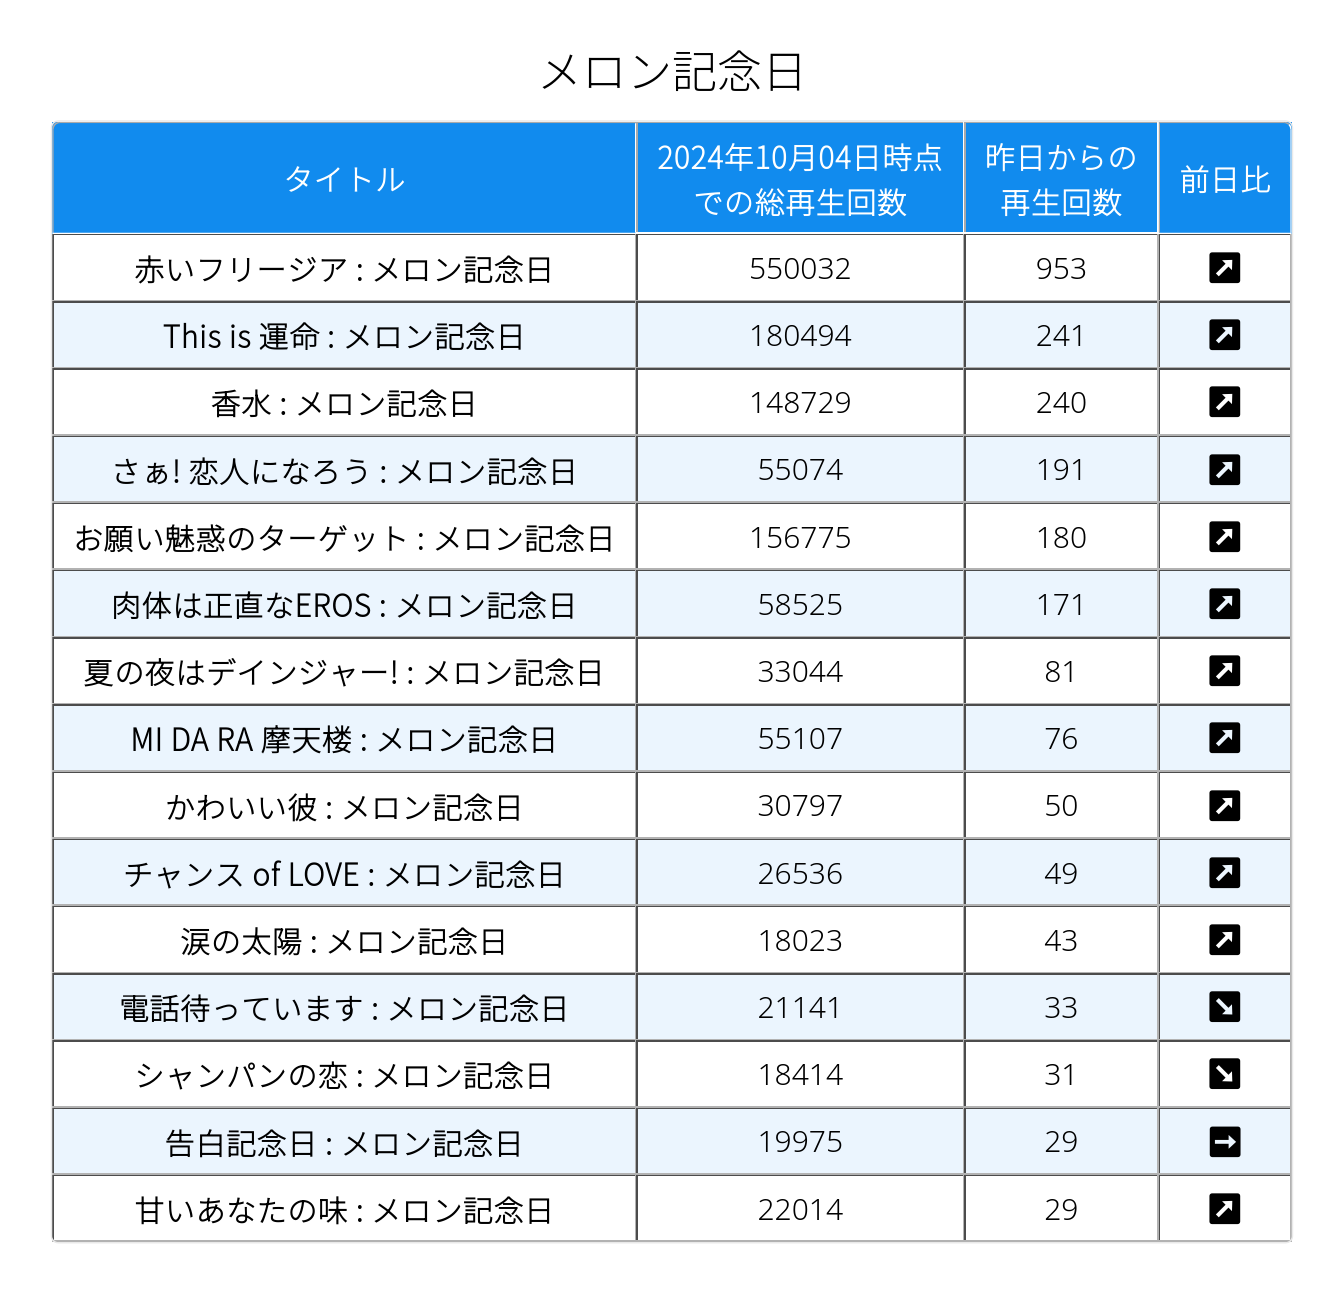 メロン記念日
タイトル
2024年10月04日時点
での総再生回数
昨日からの
再生回数
前日比
赤いフリージア : メロン記念日 550032 953 ↗
This is 運命 : メロン記念日 180494 241 ↗
香水 : メロン記念日 148729 240 ↗
さぁ! 恋人になろう : メロン記念日 55074 191 ↗
お願い魅惑のターゲット : メロン記念日 156775 180 ↗
肉体は正直なEROS : メロン記念日 58525 171 ↗
夏の夜はデインジャー! : メロン記念日 33044 81 ↗
MI DA RA 摩天楼 : メロン記念日 55107 76 ↗
かわいい彼 : メロン記念日 30797 50 ↗
チャンス of LOVE : メロン記念日 26536 49 ↗
涙の太陽 : メロン記念日 18023 43 ↗
電話待っています : メロン記念日 21141 33 ↘
シャンパンの恋 : メロン記念日 18414 31 ↘
告白記念日 : メロン記念日 19975 29 →
甘いあなたの味 : メロン記念日 22014 29 ↗